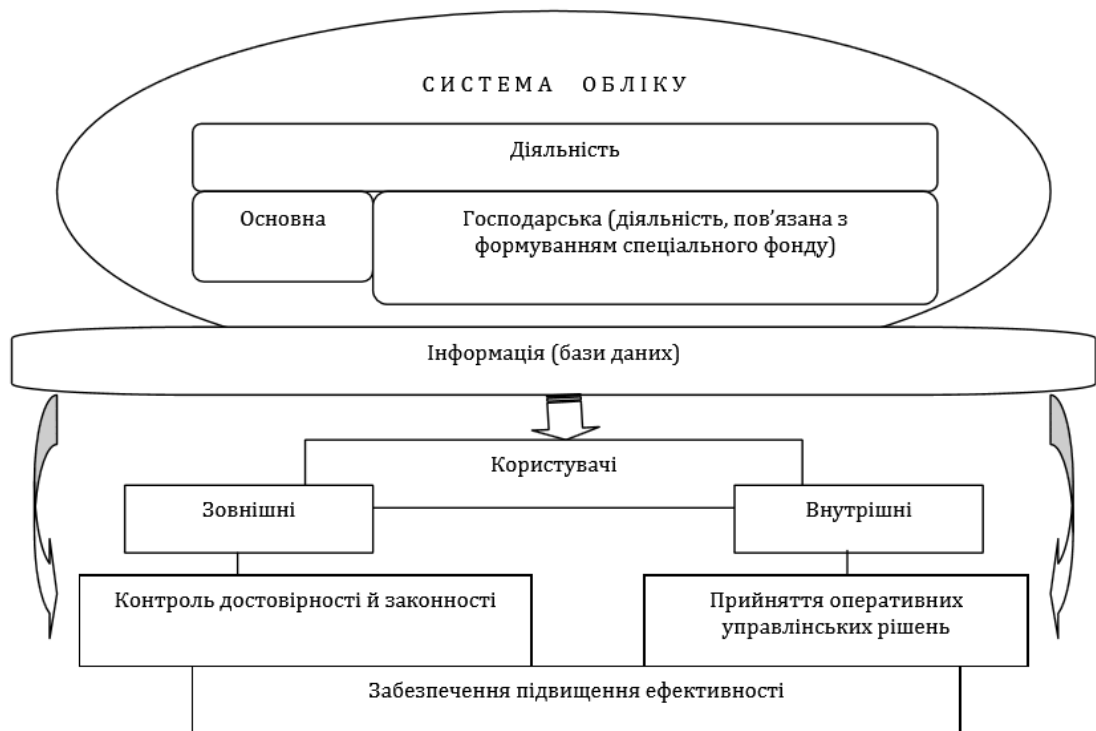 СИСТЕМА ОБЛІКУ
Діяльність
Основна
Господарська (діяльність, пов’язана з
формуванням спеціального фонду)
Інформація (бази даних)
Користувачі
Зовнішні
Внутрішні
Контроль достовірності й законності
Прийняття оперативних
управлінських рішень
Забезпечення підвищення ефективності